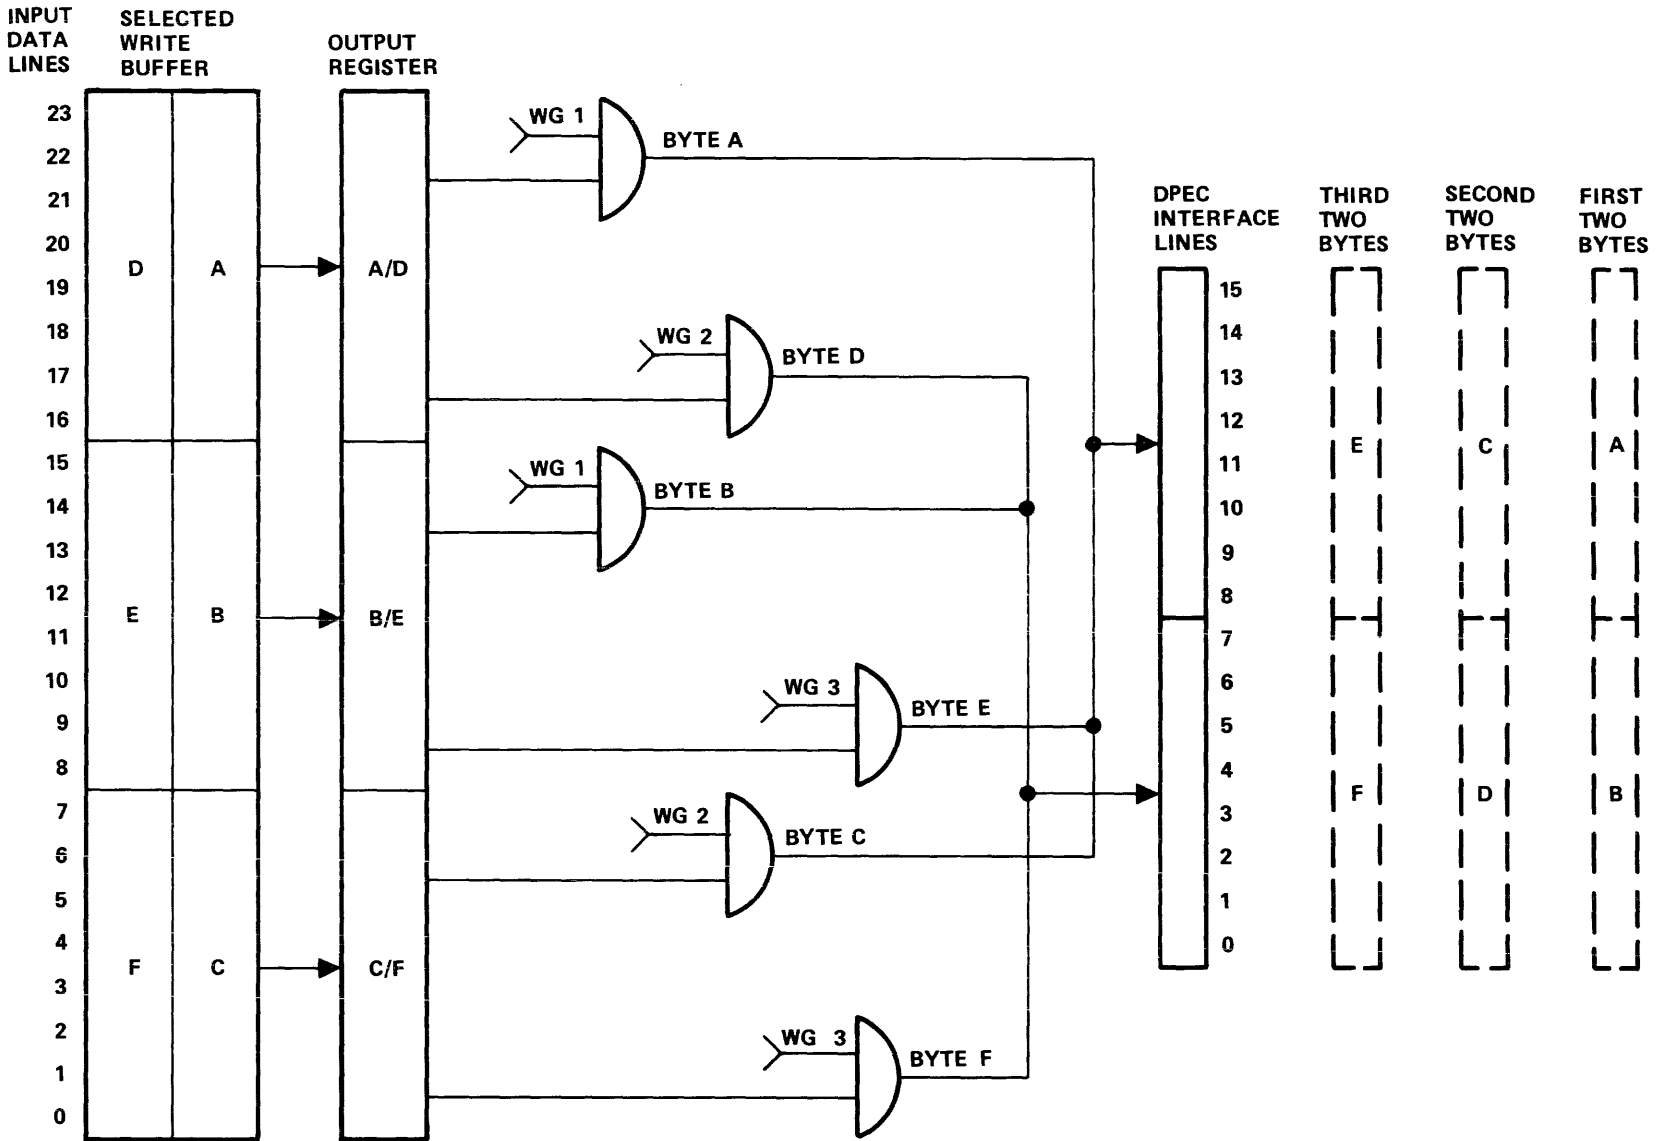 INPUT
DATA
LINES
SELECTED
WRITE
BUFFER
OUTPUT
REGISTER
23
22
21
20
19
18
17
16
15
14
13
12
11
10
9
8
7
6
5
4
3
2
1
0
D A
E B
F C
A/D
B/E
C/F
WG 1
BYTE A
WG 2
BYTE D
WG 1
BYTE B
WG 3
BYTE E
WG 2
BYTE C
WG 3
BYTE F
DPEC
INTERFACE
LINES
15
14
13
12
11
10
9
8
7
6
5
4
3
2
1
0
THIRD
TWO
BYTES
E
F
SECOND
TWO
BYTES
C
D
FIRST
TWO
BYTES
A
B